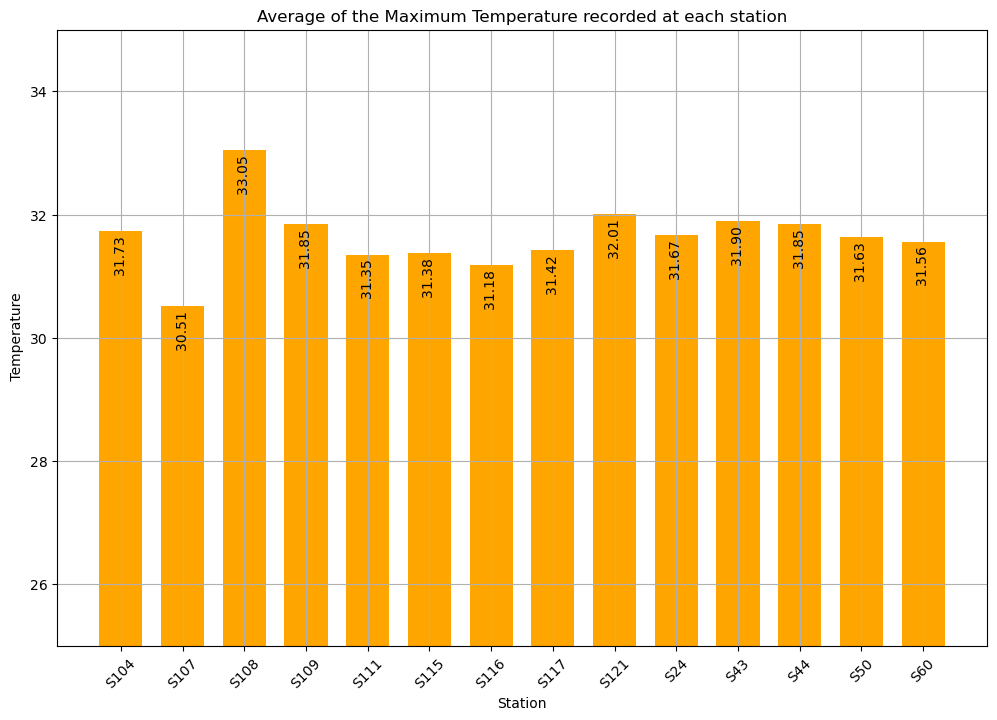 Average of the Maximum Temperature recorded at each station
Temperature
34
32
30
28
26
31.73
30.51
33.05
31.85
31.35
31.38
31.18
31.42
32.01
31.67
31.90
31.85
31.63
31.56
S104
S107
S108
S109
S111
S115
S116
S117
S121
S24
S43
S44
S50
S60
Station